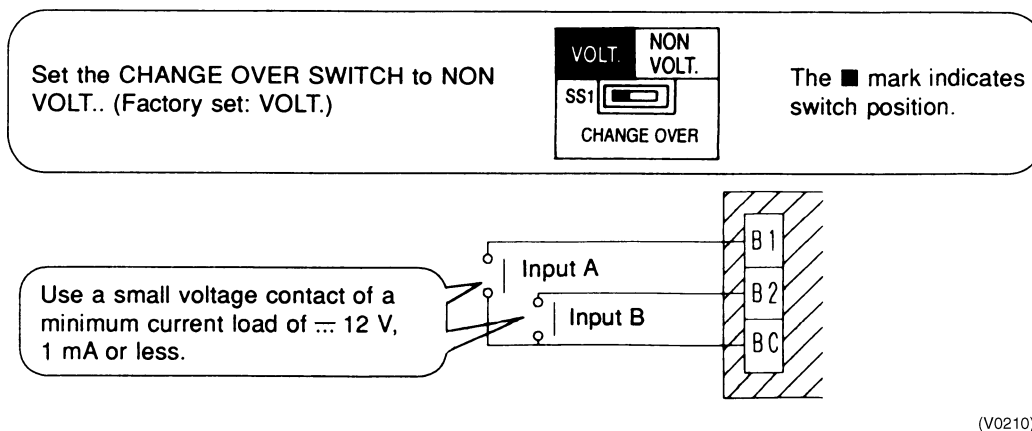 Set the CHANGE OVER SWITCH to NON
VOLT.. (Factory set: VOLT.)
VOLT.
NON
VOLT.
SS1
CHANGE OVER
The ■ mark indicates
switch position.
Use a small voltage contact of a
minimum current load of ⎓ 12 V,
1 mA or less.
Input A
Input B
B1
B2
BC
(V0210)